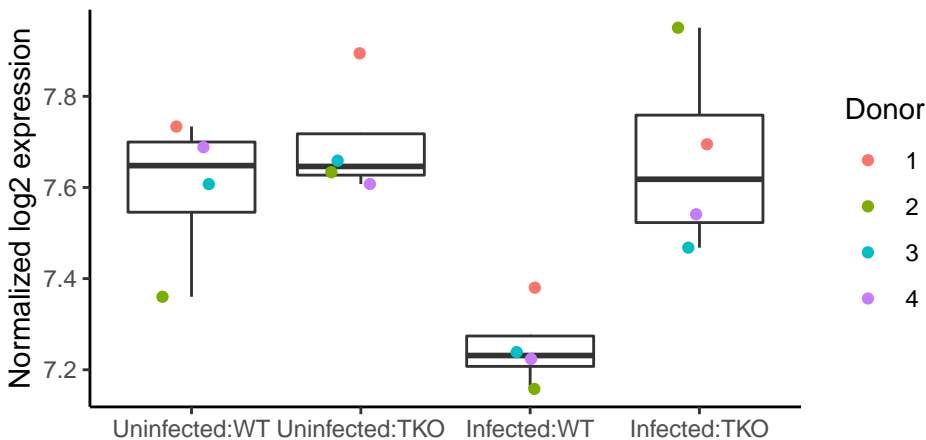 Normalized log2 expression
7.8
7.6
7.4
7.2
Uninfected:WT Uninfected:TKO Infected:WT Infected:TKO
Donor
1
2
3
4